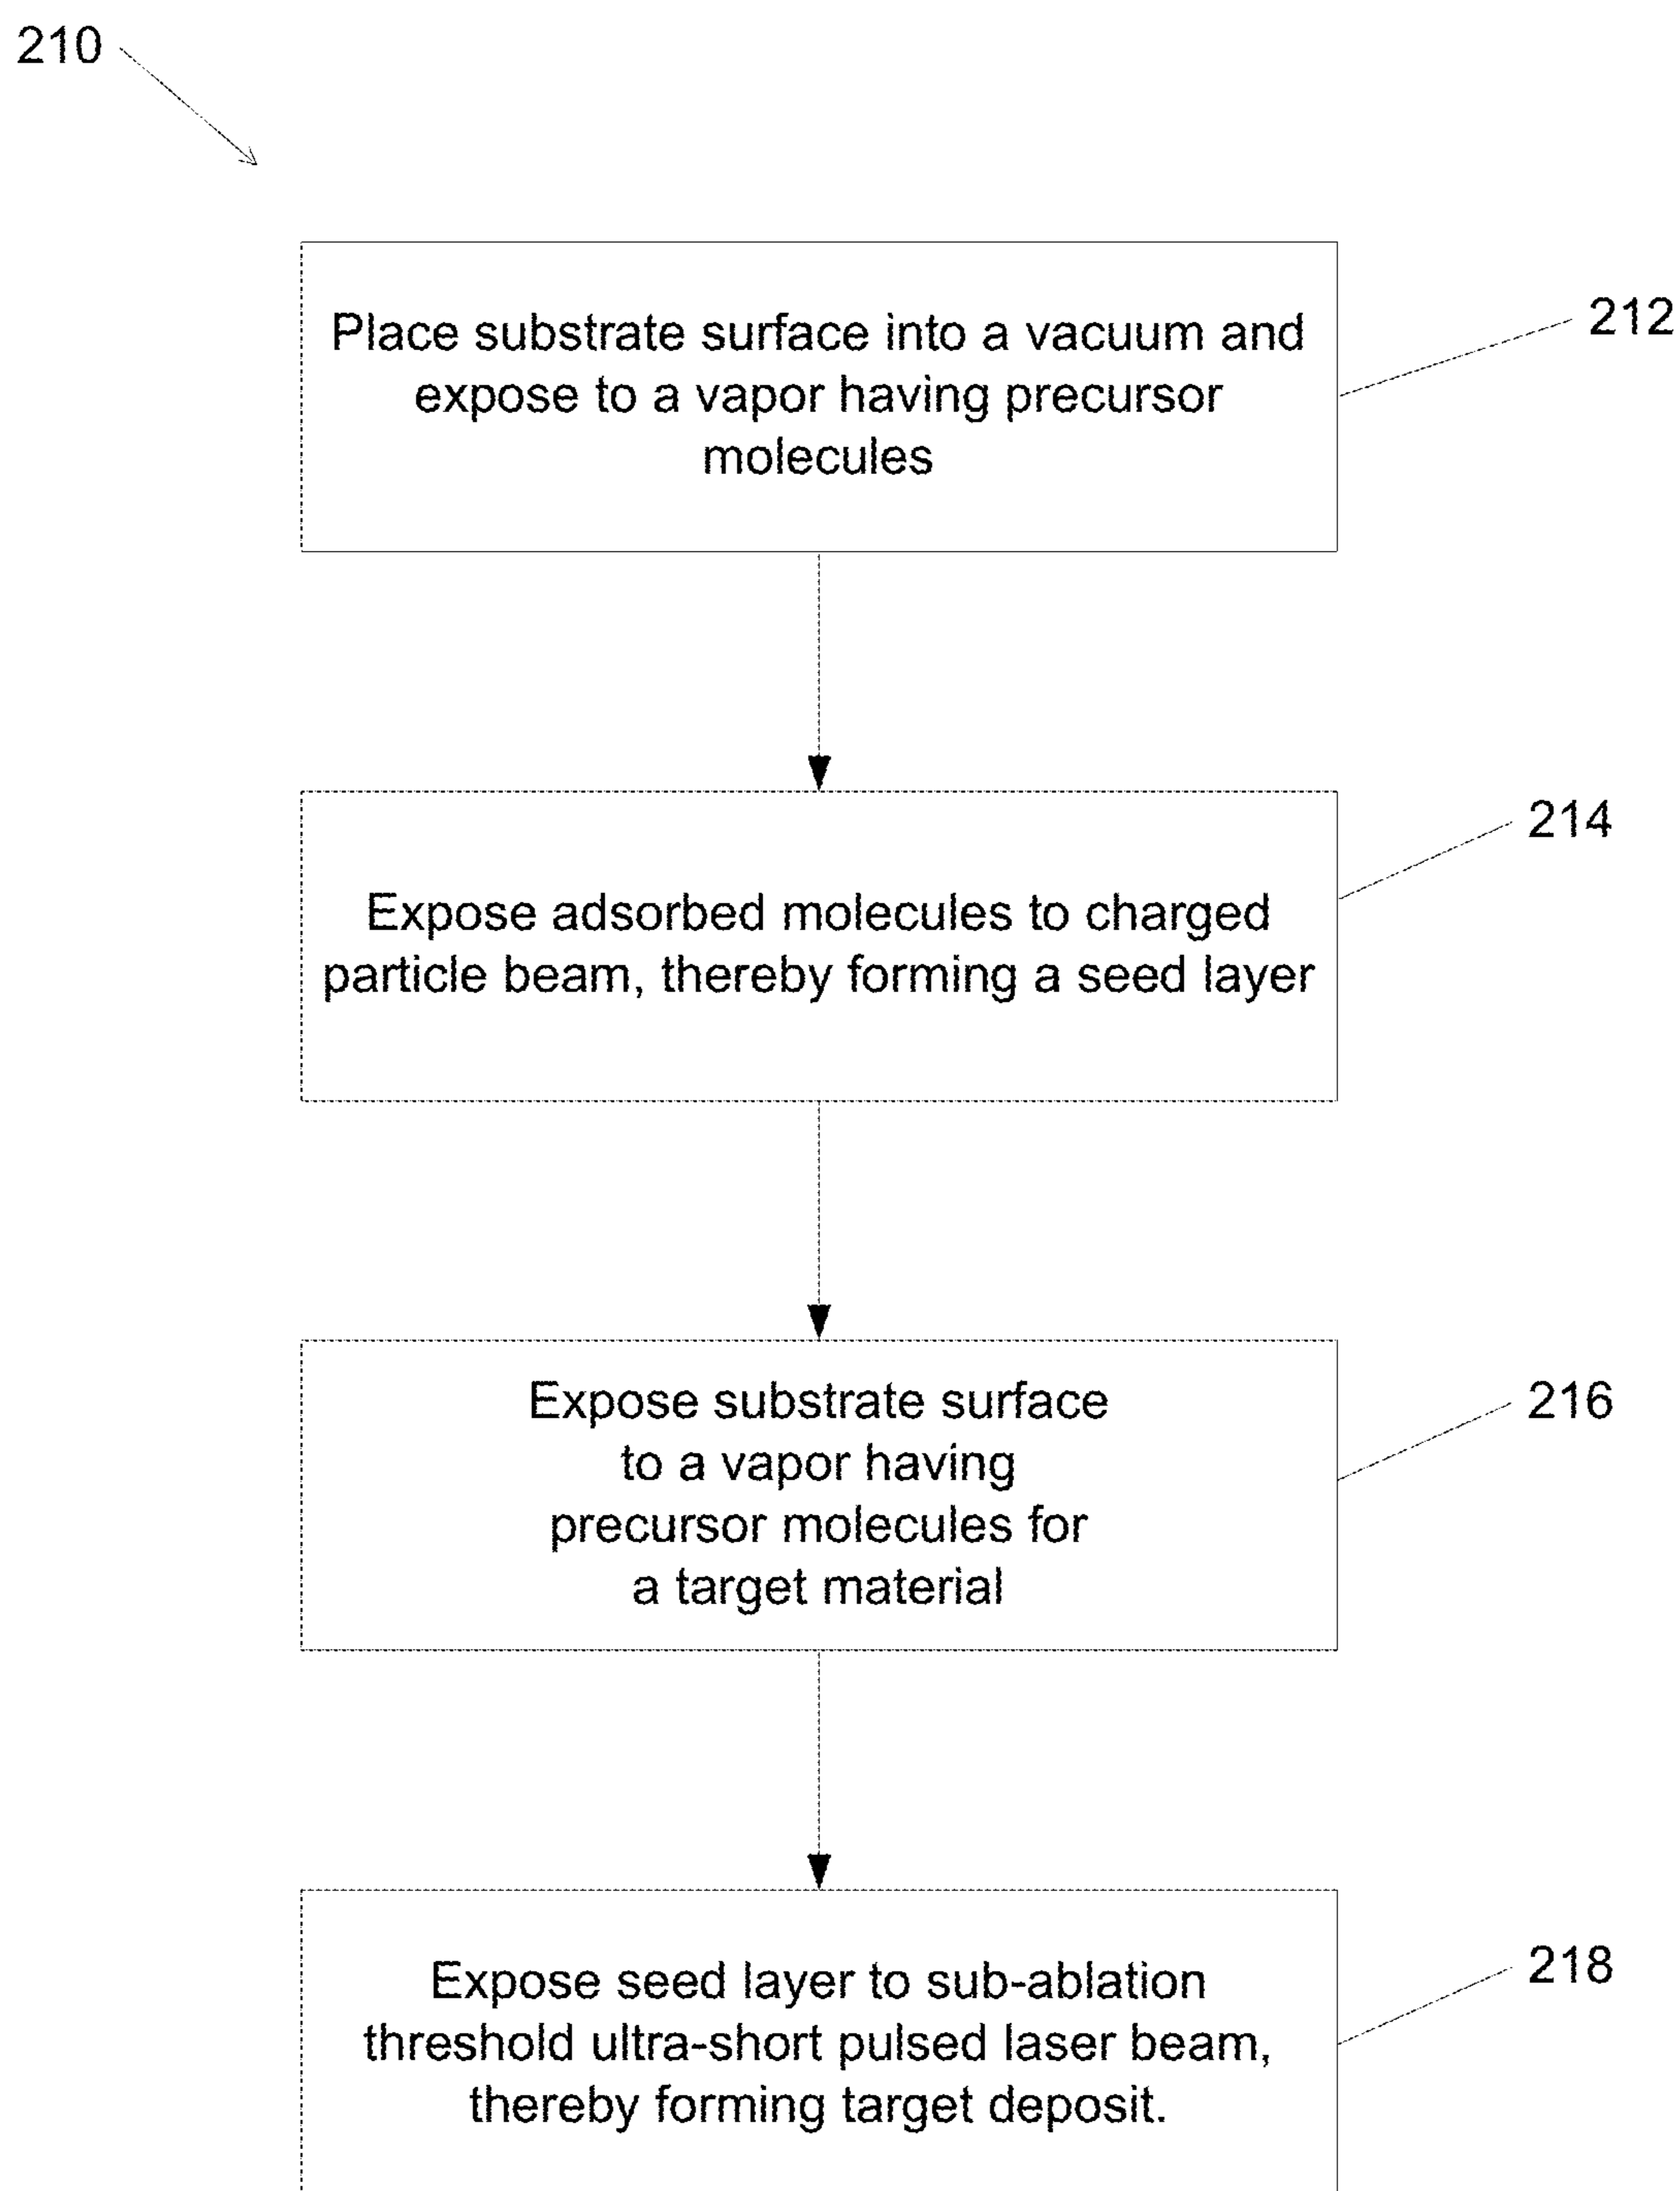 210
Place substrate surface into a vacuum and
expose to a vapor having precursor
molecules
212
Expose adsorbed molecules to charged
particle beam, thereby forming a seed layer
214
Expose substrate surface
to a vapor having
precursor molecules for
a target material
216
Expose seed layer to sub-ablation
threshold ultra-short pulsed laser beam,
thereby forming target deposit.
218